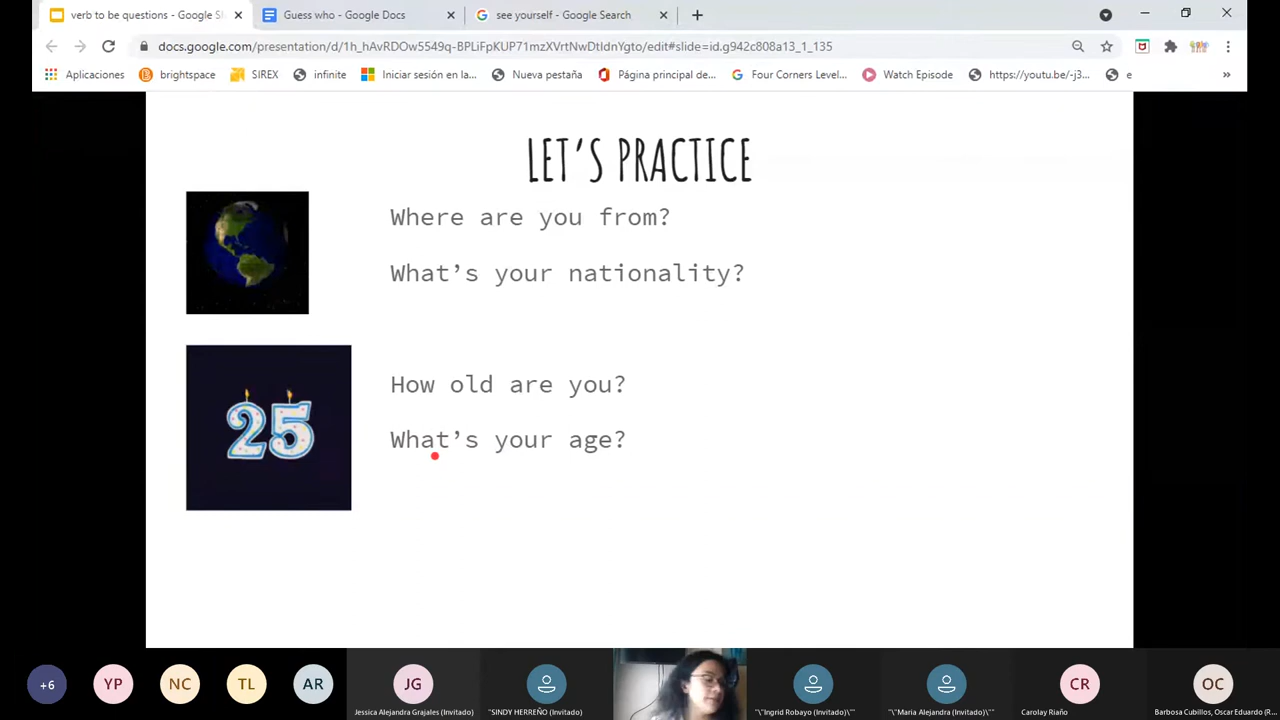 verb to be questions - Google Sl
Guess who - Google Docs
see yourself - Google Search
docs.google.com/presentation/d/1h_hAvRDOw5549q-BPLiFpKUP71mzXVrtNwDtIdnYgto/edit#slide=id.g942c808a13_1_135
Aplicaciones
brightspace
SIREX
infinite
Iniciar sesión en la...
Nueva pestaña
Página principal de...
Four Corners Level...
Watch Episode
https://youtu.be/-j3...
e
»
LET'S PRACTICE
Where are you from?
What's your nationality?
25
How old are you?
What's your age?
+6
YP
NC
TL
AR
JG
CR
OC
Jessica Alejandra Grajales (Invitado)
"SINDY HERREÑO (Invitado)
"\"Ingrid Robayo (Invitado)\""
"\"Maria Alejandra (Invitado)\""
Carolay Riaño
Barbosa Cubillos, Oscar Eduardo (R...